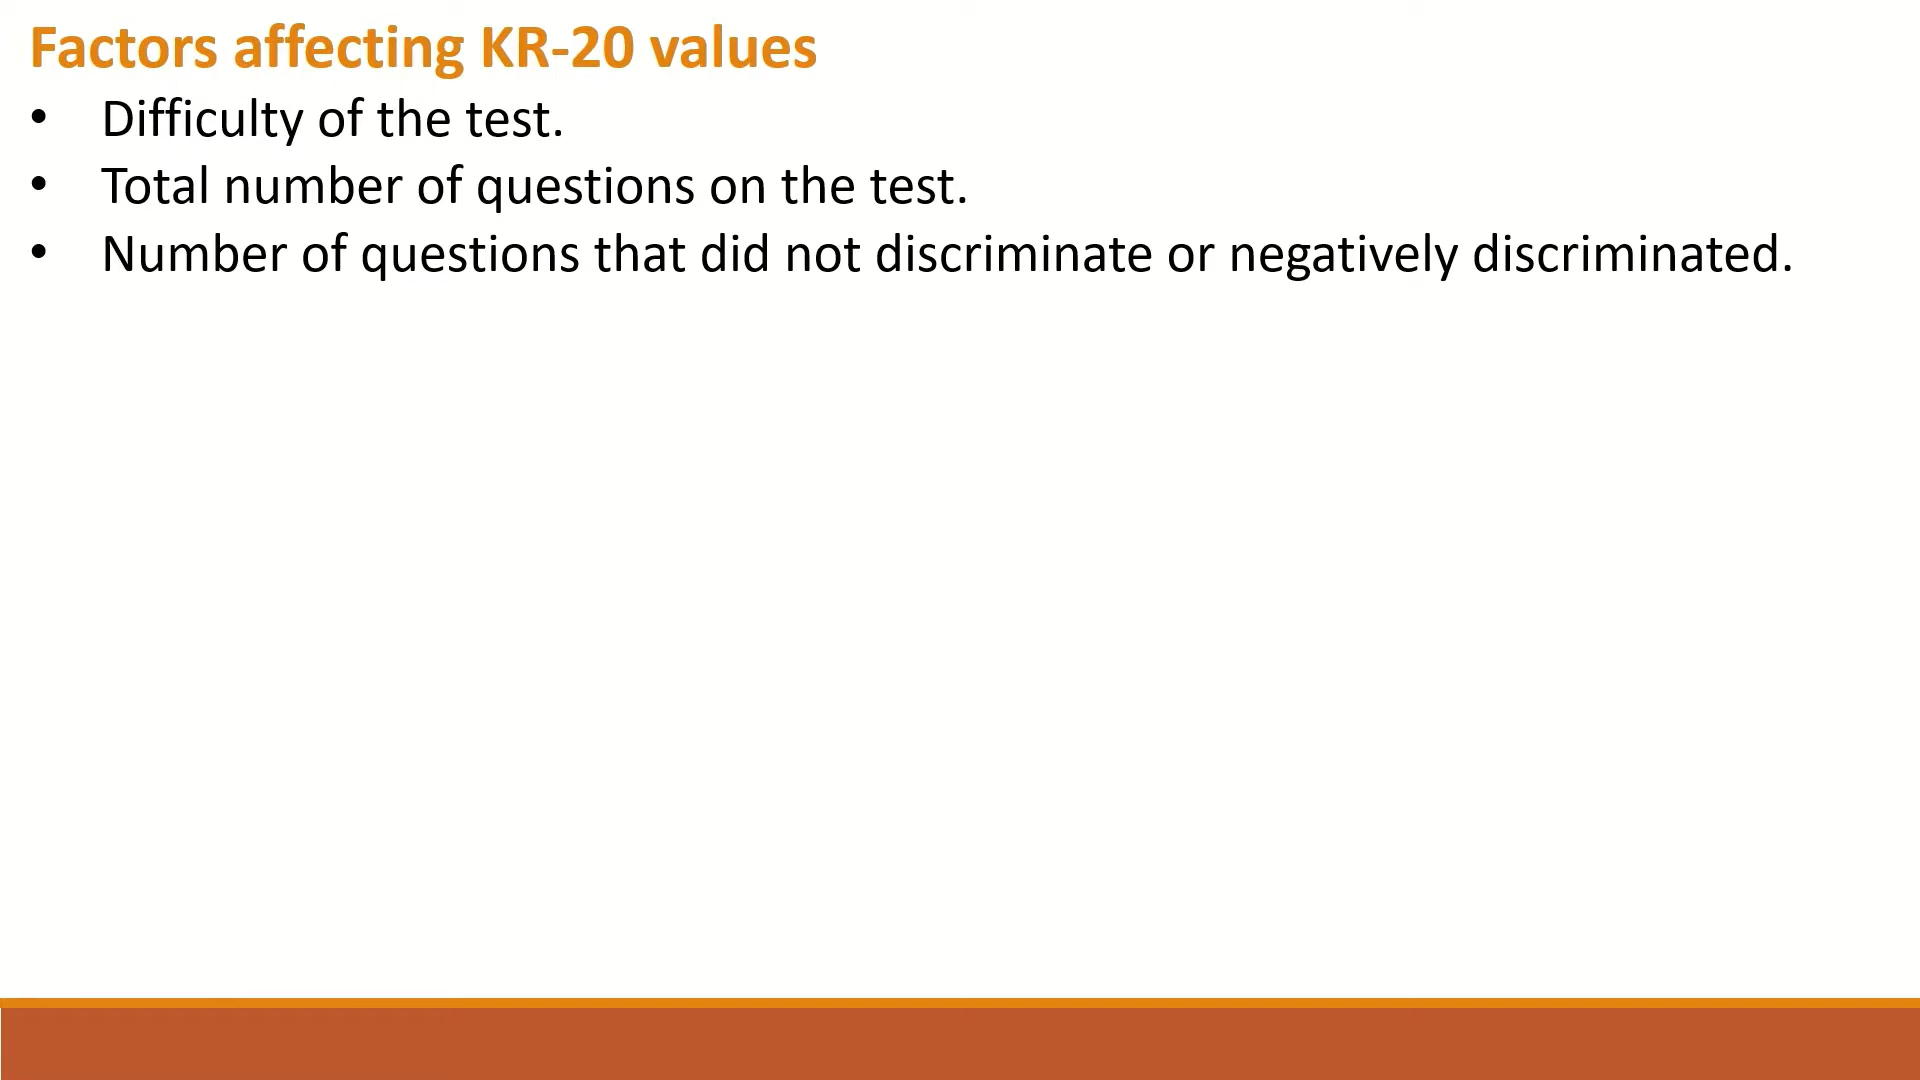 Factors affecting KR-20 values
• Difficulty of the test.
• Total number of questions on the test.
• Number of questions that did not discriminate or negatively discriminated.